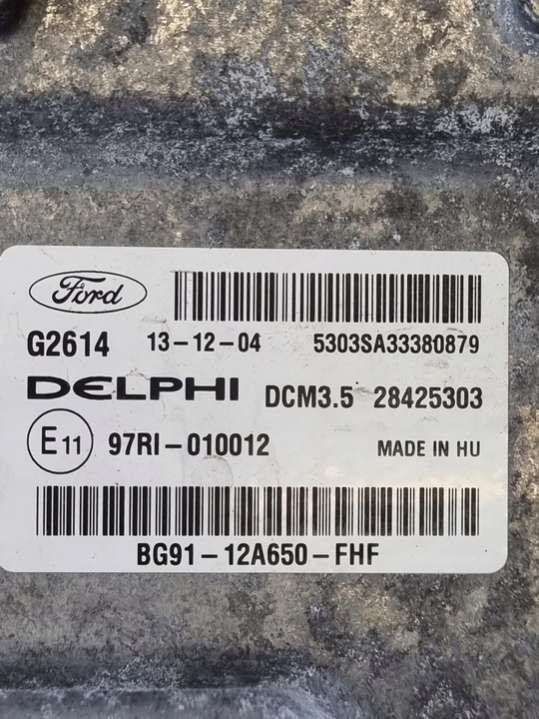 Ford
G2614 13-12-04 5303SA33380879
DELPHI DCM3.5 28425303
E11 97RI-010012 MADE IN HU
BG91-12A650-FHF